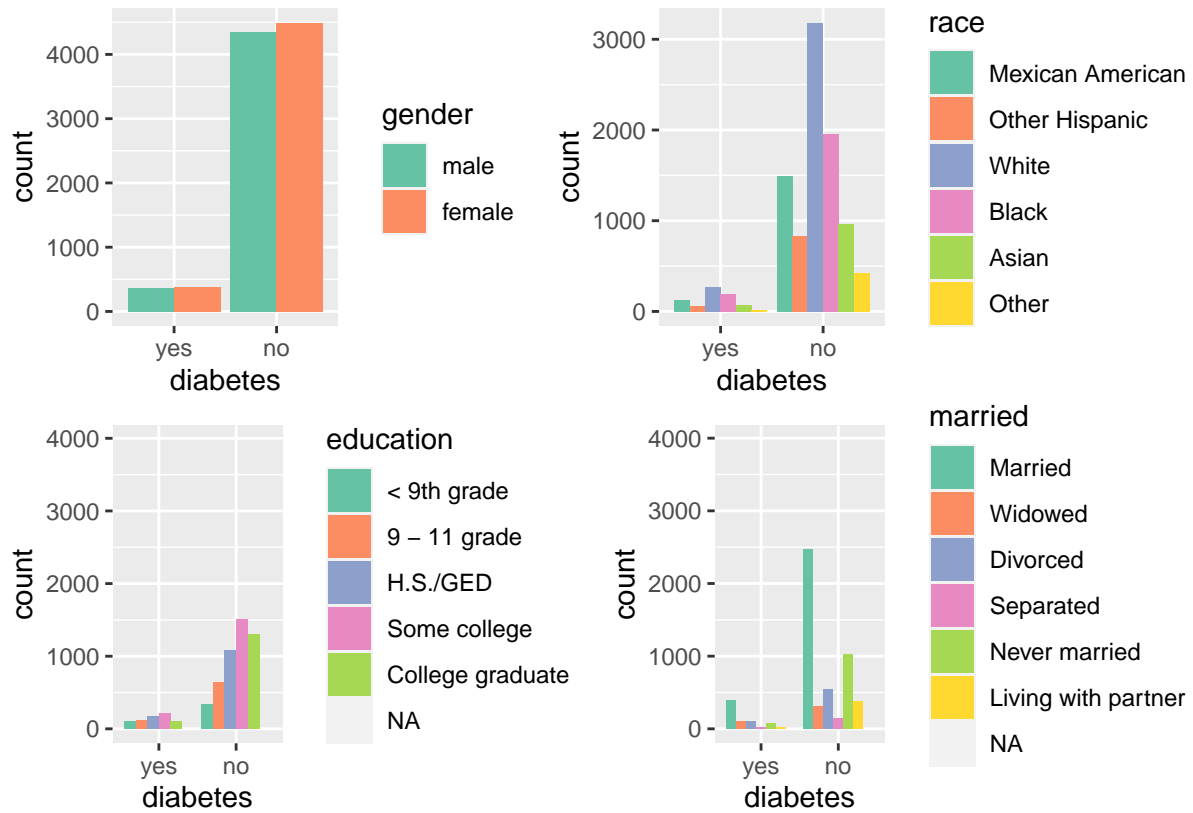 count
4000
3000
2000
1000
0
yes no
diabetes
gender
male
female
count
3000
2000
1000
0
yes no
diabetes
race
Mexican American
Other Hispanic
White
Black
Asian
Other
count
4000
3000
2000
1000
0
yes no
diabetes
education
< 9th grade
9 − 11 grade
H.S./GED
Some college
College graduate
NA
count
4000
3000
2000
1000
0
yes no
diabetes
married
Married
Widowed
Divorced
Separated
Never married
Living with partner
NA